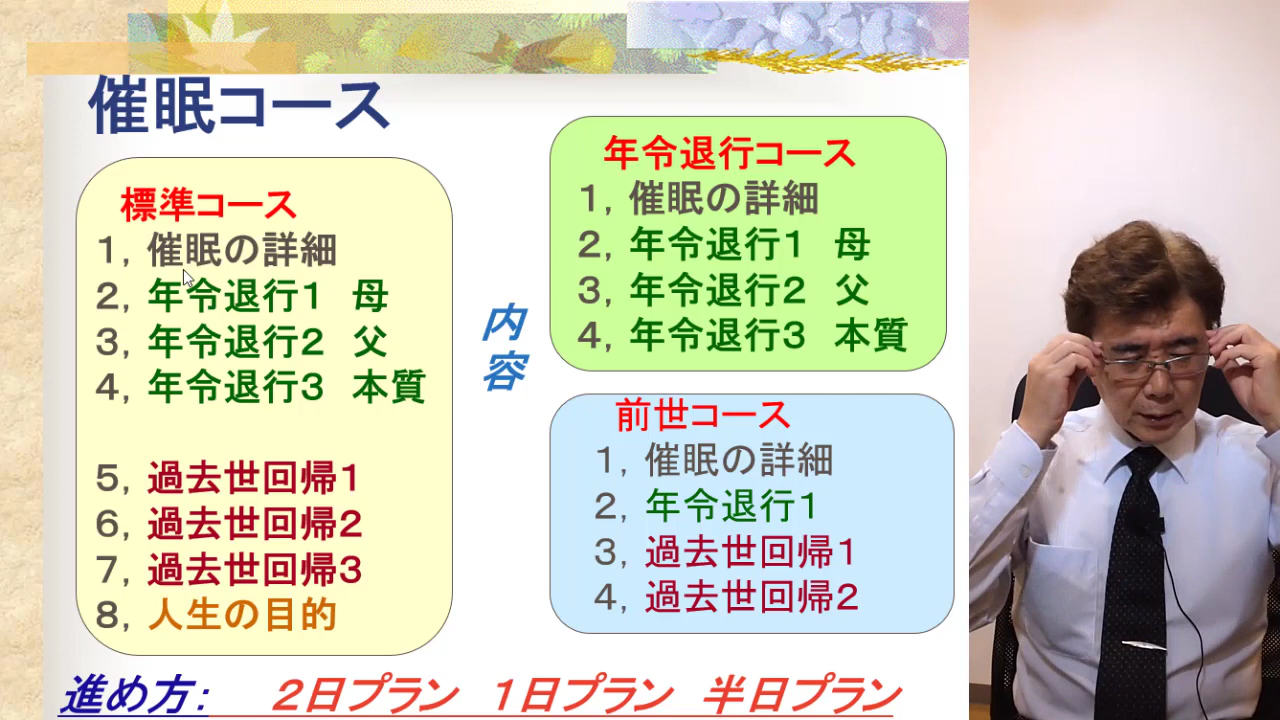 催眠コース
標準コース
1, 催眠の詳細
2, 年令退行1 母
3, 年令退行2 父
4, 年令退行3 本質
5, 過去世回帰1
6, 過去世回帰2
7, 過去世回帰3
8, 人生の目的
内
容
年令退行コース
1, 催眠の詳細
2, 年令退行1 母
3, 年令退行2 父
4, 年令退行3 本質
前世コース
1, 催眠の詳細
2, 年令退行1
3, 過去世回帰1
4, 過去世回帰2
進め方: 2日プラン 1日プラン 半日プラン